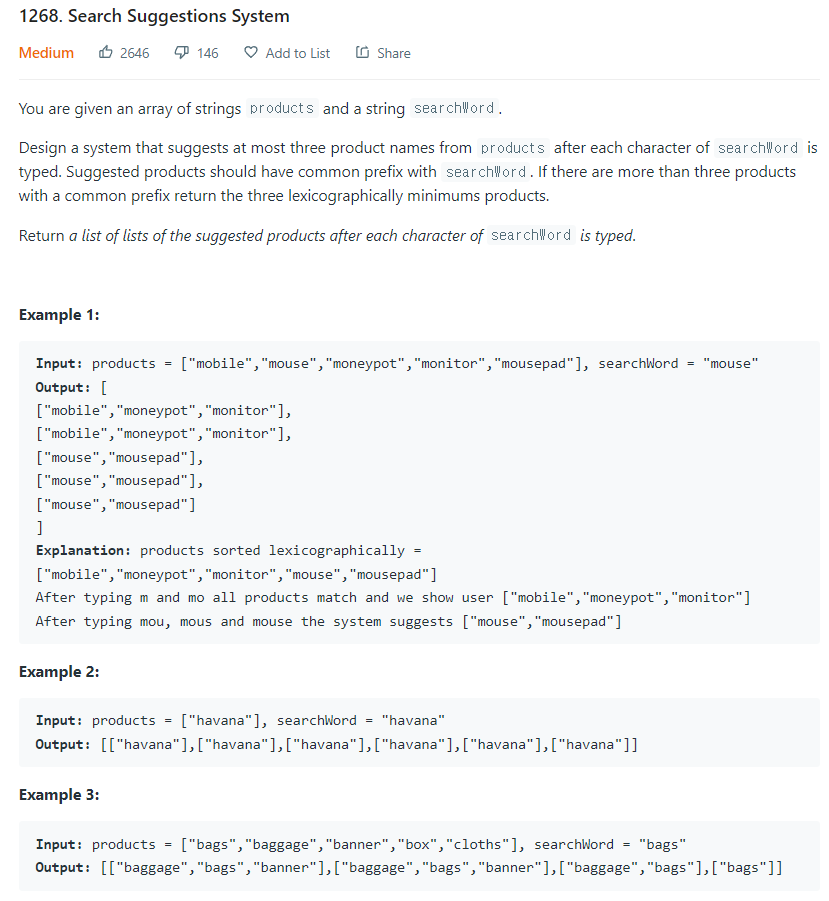 1268. Search Suggestions System
Medium 2646 146 Add to List Share
You are given an array of strings products and a string searchWord .
Design a system that suggests at most three product names from products after each character of searchWord is
typed. Suggested products should have common prefix with searchWord . If there are more than three products
with a common prefix return the three lexicographically minimums products.
Return a list of lists of the suggested products after each character of searchWord is typed.
Example 1:
Input: products = ["mobile","mouse","moneypot","monitor","mousepad"], searchWord = "mouse"
Output: [
["mobile","moneypot","monitor"],
["mobile","moneypot","monitor"],
["mouse","mousepad"],
["mouse","mousepad"],
["mouse","mousepad"]
]
Explanation: products sorted lexicographically =
["mobile","moneypot","monitor","mouse","mousepad"]
After typing m and mo all products match and we show user ["mobile","moneypot","monitor"]
After typing mou, mous and mouse the system suggests ["mouse","mousepad"]
Example 2:
Input: products = ["havana"], searchWord = "havana"
Output: [["havana"],["havana"],["havana"],["havana"],["havana"],["havana"]]
Example 3:
Input: products = ["bags","baggage","banner","box","cloths"], searchWord = "bags"
Output: [["baggage","bags","banner"],["baggage","bags","banner"],["baggage","bags"],["bags"]]